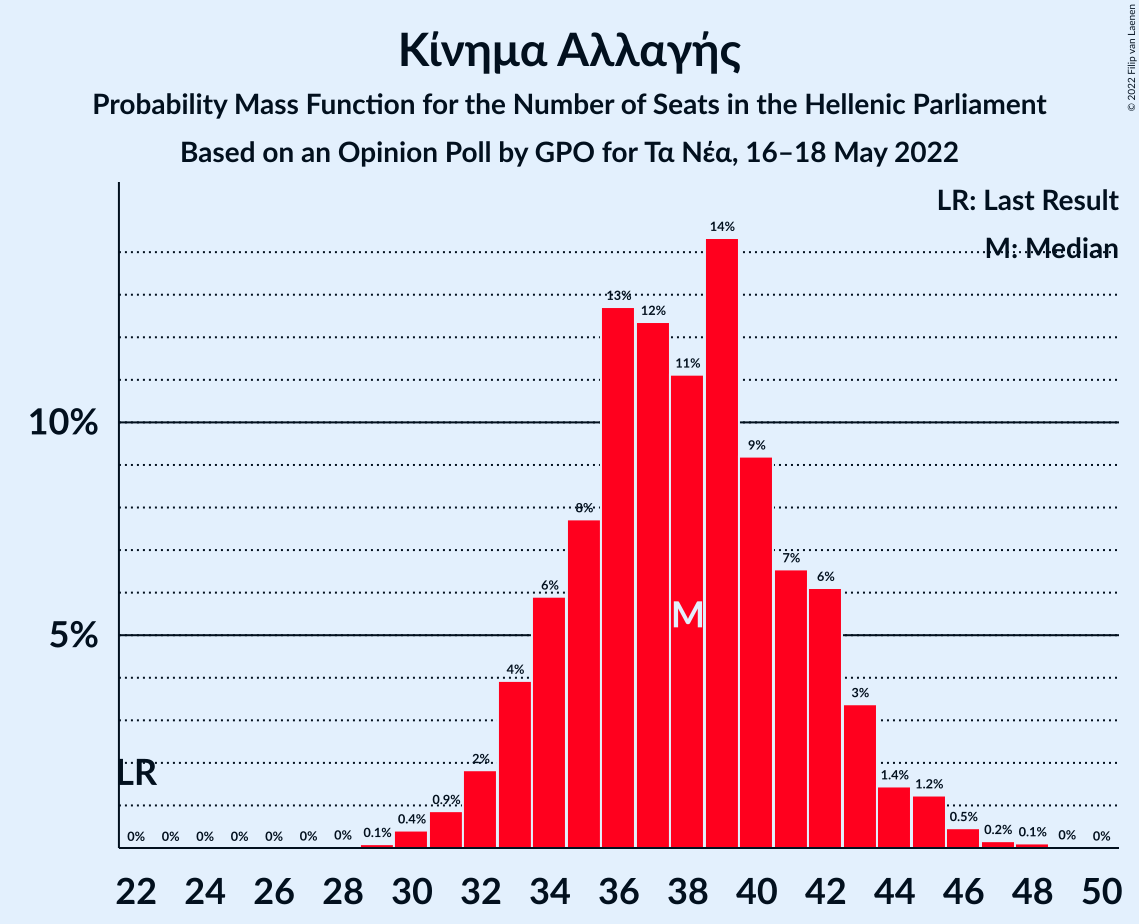 Κίνημα Αλλαγής
Probability Mass Function for the Number of Seats in the Hellenic Parliament
Based on an Opinion Poll by GPO for Τα Νέα, 16–18 May 2022
© 2022 Filip van Laenen
LR: Last Result
M: Median
14%
13%
12%
11%
10%
9%
8%
7%
6%
6%
5%
M
4%
3%
2%
LR
1.4%
1.2%
0.9%
0.4%
0.5%
0% 0% 0% 0% 0% 0% 0% 0.1% 0.2% 0.1% 0% 0%
22 24 26 28 30 32 34 36 38 40 42 44 46 48 50